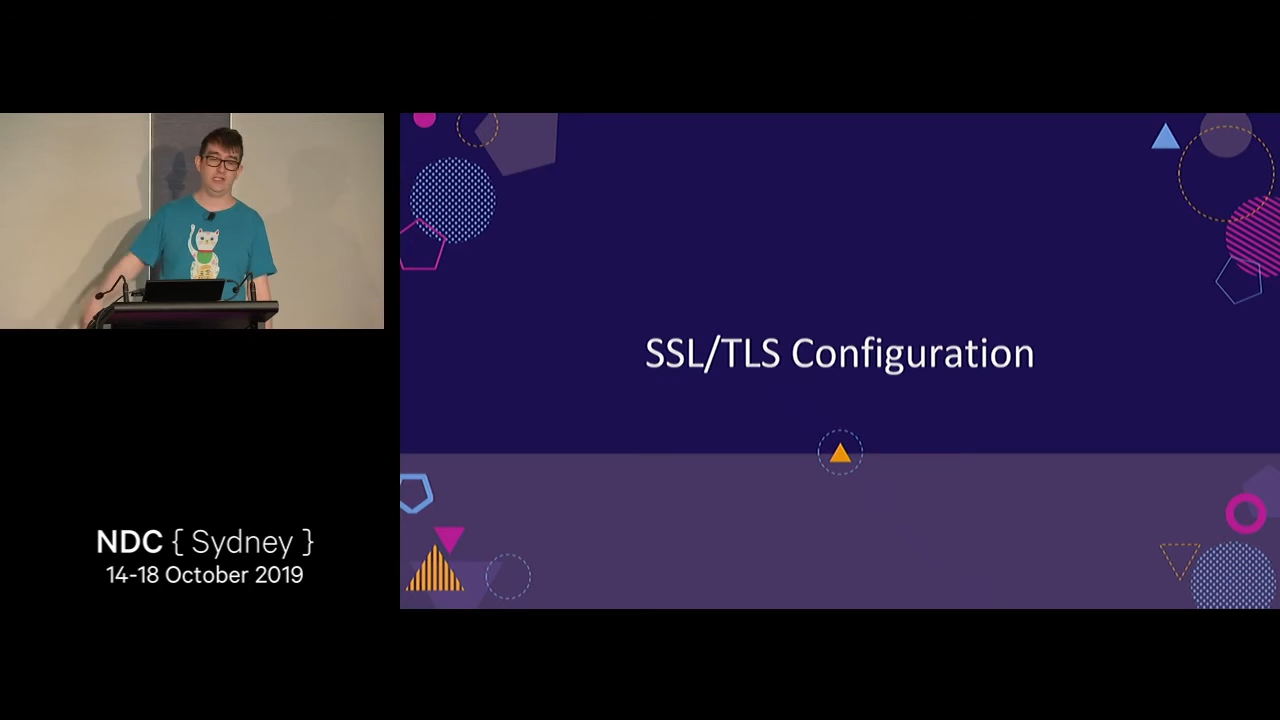 SSL/TLS Configuration
NDC { Sydney }
14-18 October 2019